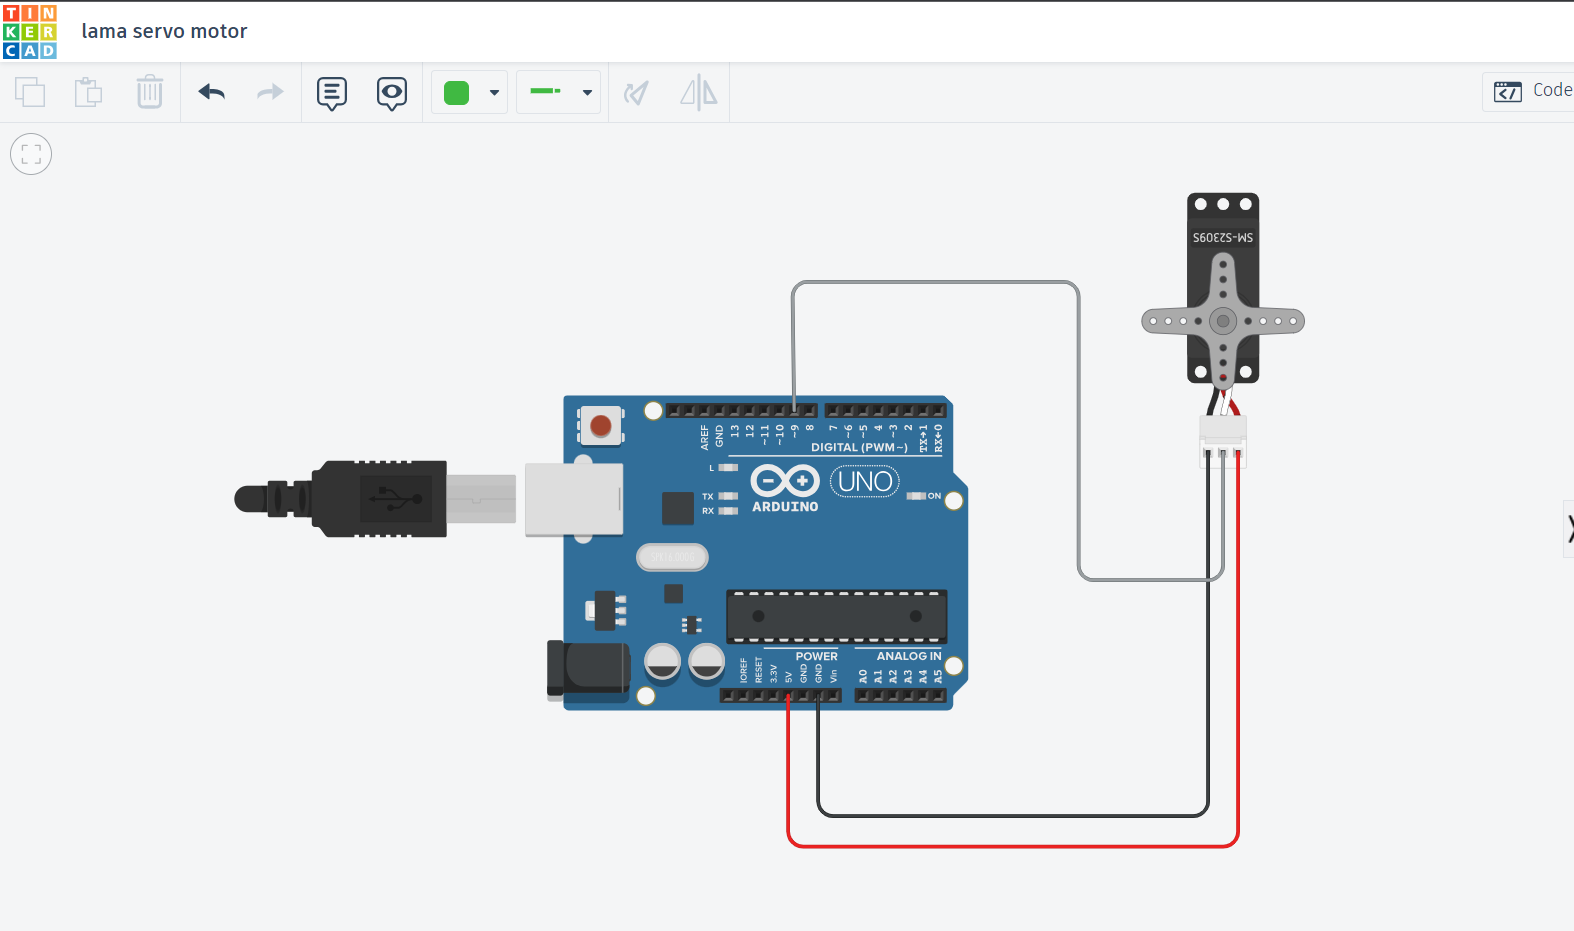 TIN
KER
CAD
lama servo motor
Code
SM-S2309S
AREF
GND
13
12
~11
~10
~9
8
7
~6
~5
4
~3
2
TX→1
RX←0
DIGITAL (PWM~)
L
TX
RX
ARDUINO
UNO
ON
POWER
ANALOG IN
IOREF
RESET
3.3V
5V
GND
GND
Vin
A0
A1
A2
A3
A4
A5